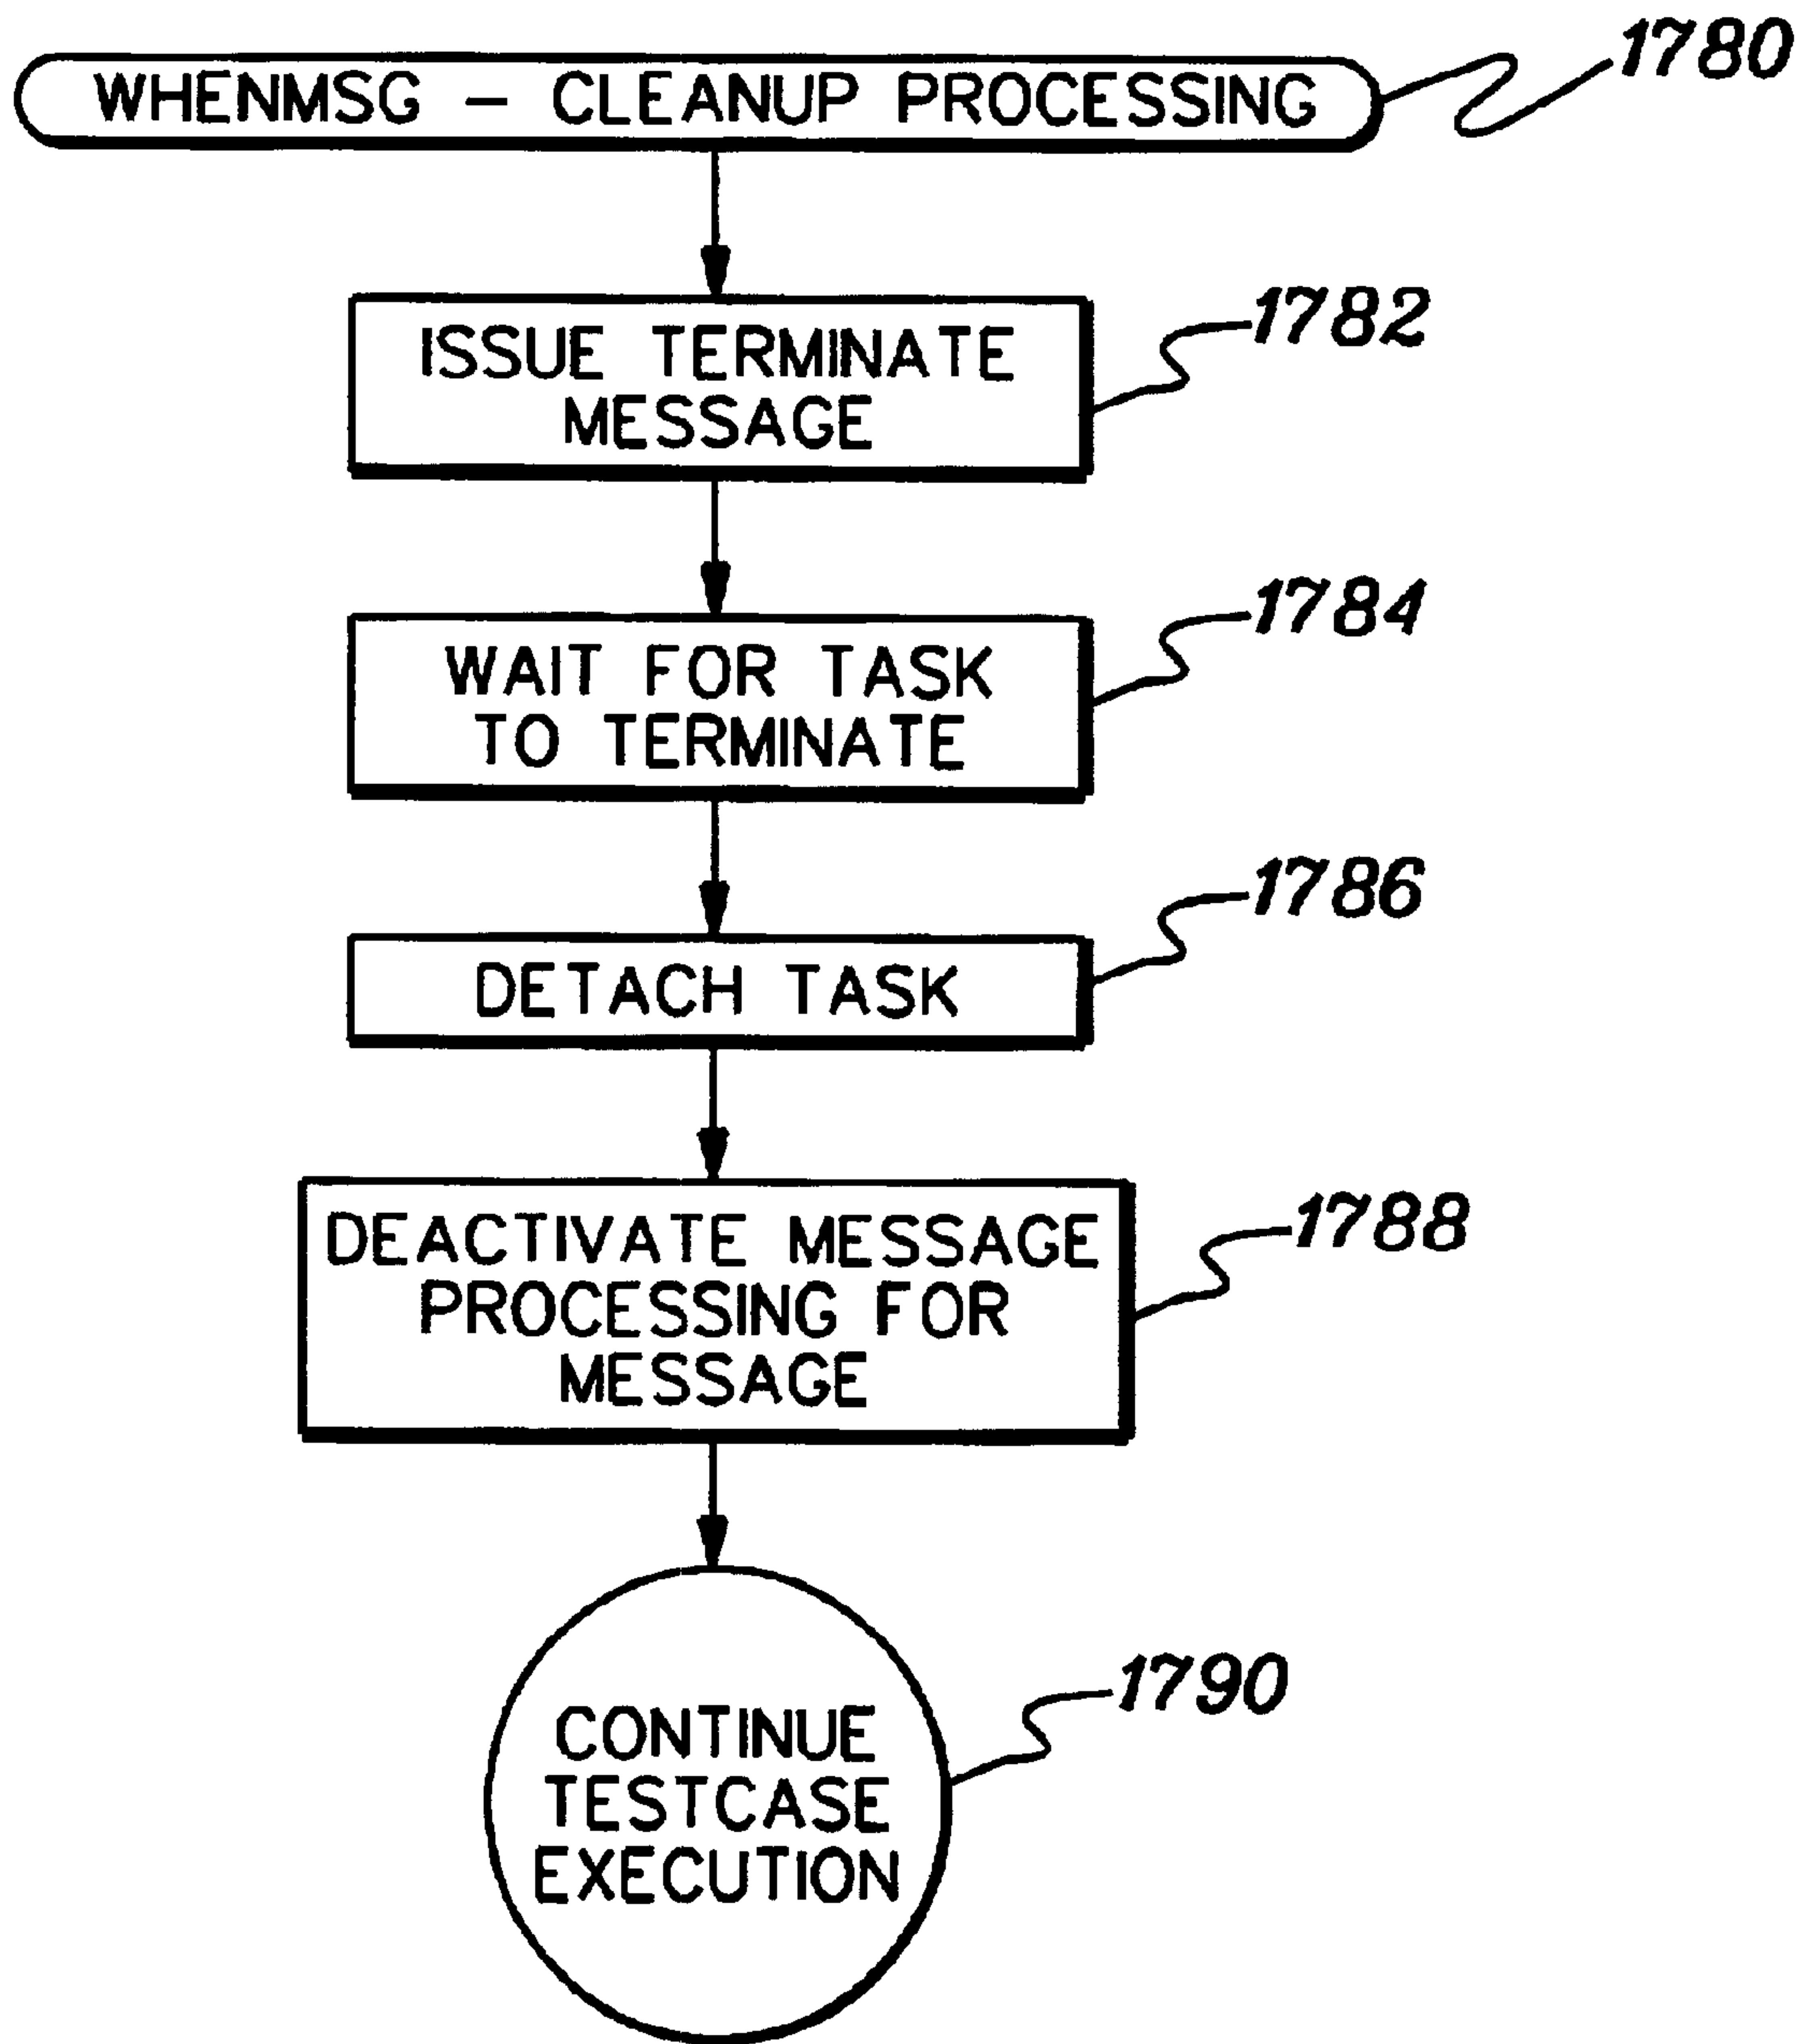 WHENMSG – CLEANUP PROCESSING
1780
ISSUE TERMINATE
MESSAGE
1782
WAIT FOR TASK
TO TERMINATE
1784
DETACH TASK
1786
DEACTIVATE MESSAGE
PROCESSING FOR
MESSAGE
1788
CONTINUE
TESTCASE
EXECUTION
1790